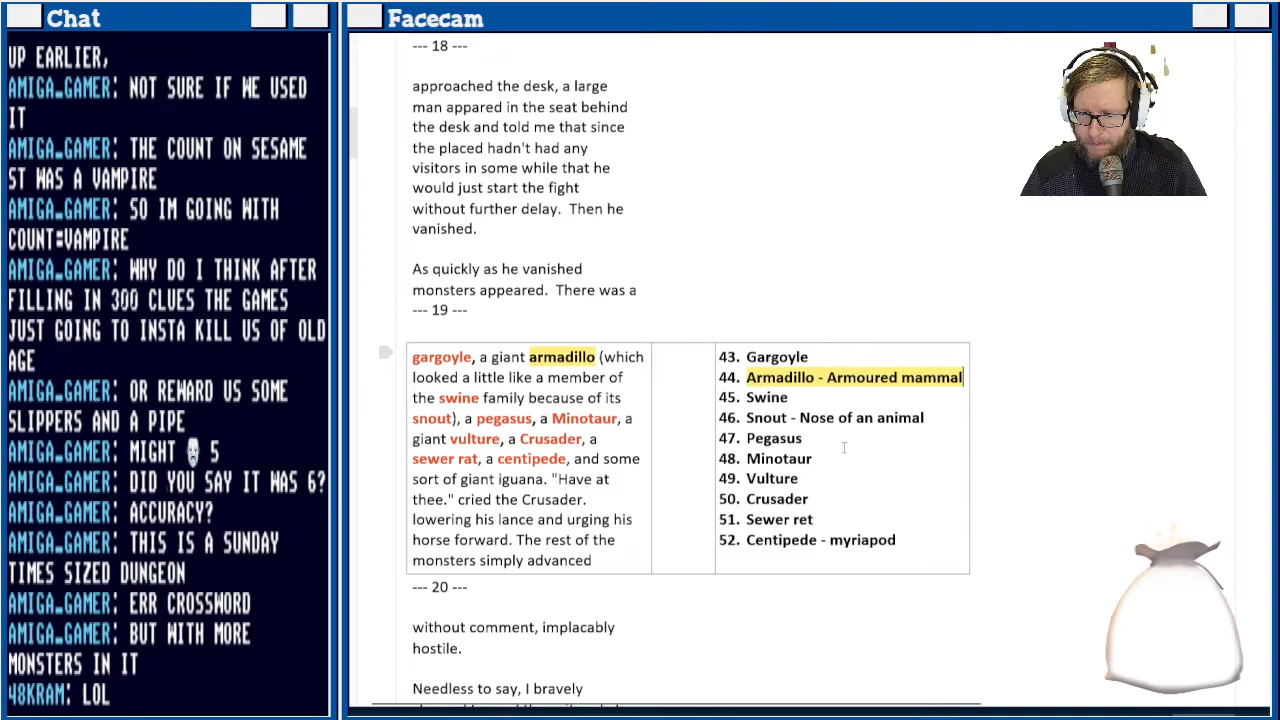 Chat
UP EARLIER,
AMIGA_GAMER: NOT SURE IF WE USED
IT
AMIGA_GAMER: THE COUNT ON SESAME
ST WAS A VAMPIRE
AMIGA_GAMER: SO IM GOING WITH
COUNT=VAMPIRE
AMIGA_GAMER: WHY DO I THINK AFTER
FILLING IN 300 CLUES THE GAMES
JUST GOING TO INSTA KILL US OF OLD
AGE
AMIGA_GAMER: OR REWARD US SOME
SLIPPERS AND A PIPE
AMIGA_GAMER: MIGHT 5
AMIGA_GAMER: DID YOU SAY IT WAS 6?
AMIGA_GAMER: ACCURACY?
AMIGA_GAMER: THIS IS A SUNDAY
TIMES SIZED DUNGEON
AMIGA_GAMER: ERR CROSSWORD
AMIGA_GAMER: BUT WITH MORE
MONSTERS IN IT
48KRAM: LOL
Facecam
--- 18 ---
approached the desk, a large
man appared in the seat behind
the desk and told me that since
the placed hadn't had any
visitors in some while that he
would just start the fight
without further delay. Then he
vanished.
As quickly as he vanished
monsters appeared. There was a
--- 19 ---
gargoyle, a giant armadillo (which
looked a little like a member of
the swine family because of its
snout), a pegasus, a Minotaur, a
giant vulture, a Crusader, a
sewer rat, a centipede, and some
sort of giant iguana. "Have at
thee." cried the Crusader.
lowering his lance and urging his
horse forward. The rest of the
monsters simply advanced
43. Gargoyle
44. Armadillo - Armoured mammal
45. Swine
46. Snout - Nose of an animal
47. Pegasus
48. Minotaur
49. Vulture
50. Crusader
51. Sewer ret
52. Centipede - myriapod
--- 20 ---
without comment, implacably
hostile.
Needless to say, I bravely